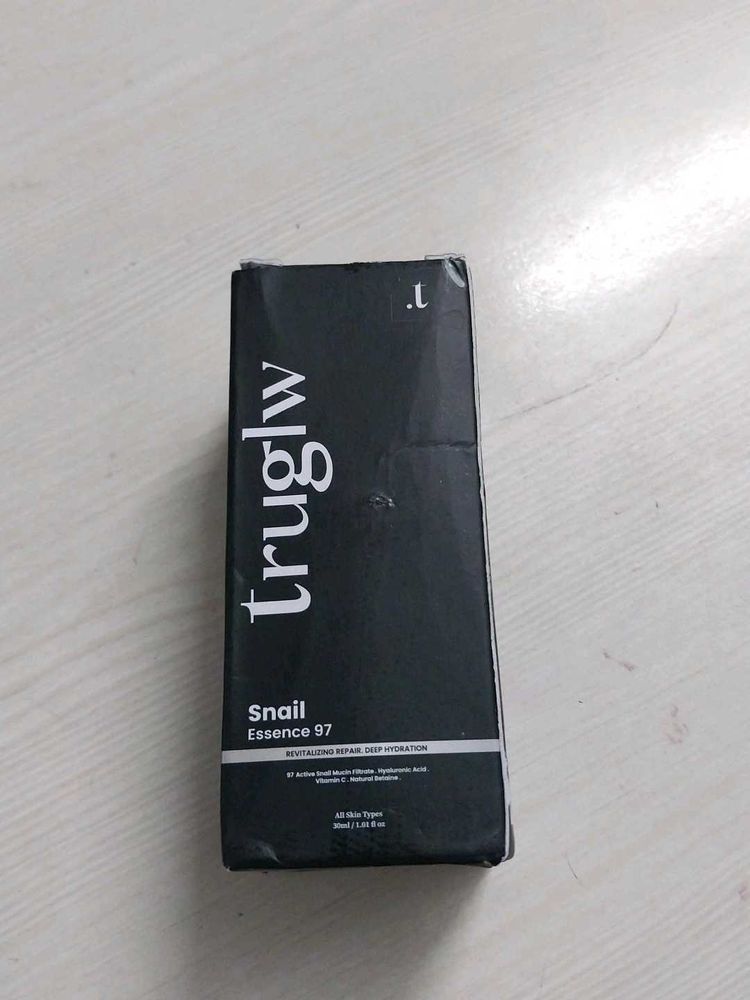 .t
truglw
Snail
Essence 97
REVITALIZING REPAIR. DEEP HYDRATION
97 Active Snail Mucin Filtrate . Hyaluronic Acid .
Vitamin C . Natural Betaine .
All Skin Types
30ml / 1.01 fl oz